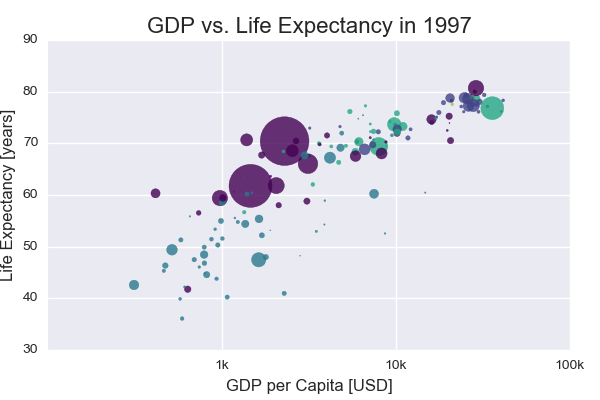 GDP vs. Life Expectancy in 1997
90
80
70
60
50
40
30
Life Expectancy [years]
1k
10k
100k
GDP per Capita [USD]